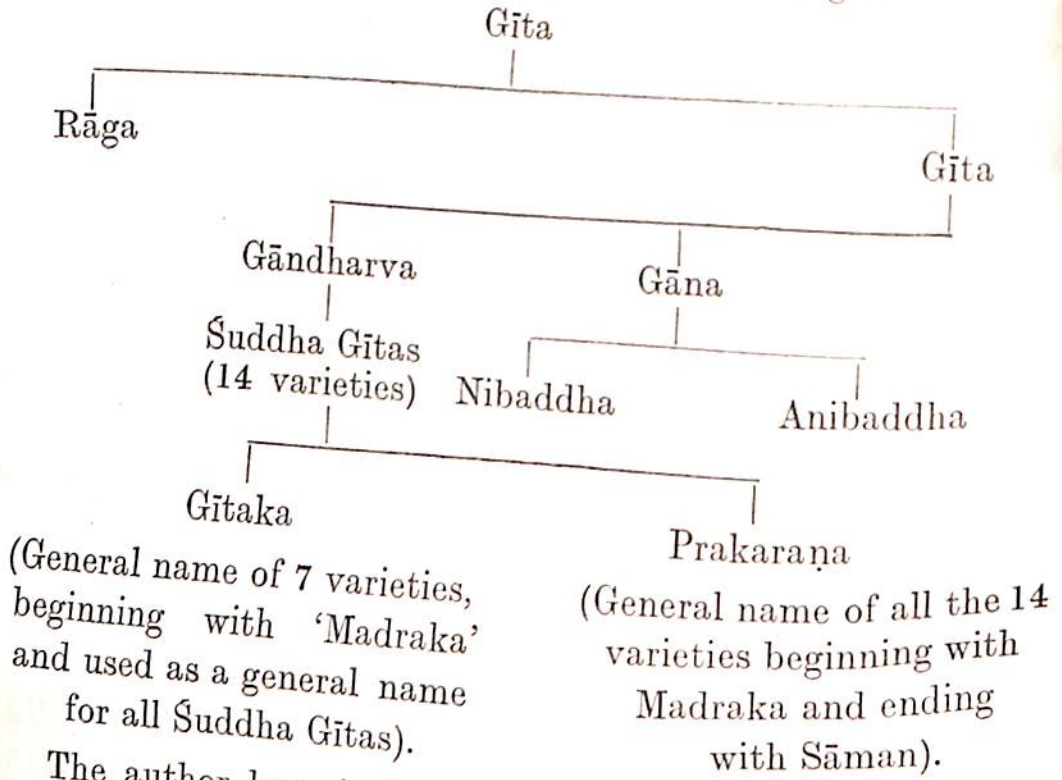 Gīta
Rāga
Gīta
Gāndharva
Gāna
Śuddha Gītas
(14 varieties)
Nibaddha
Anibaddha
Gītaka
(General name of 7 varieties,
beginning with ‘Madraka’
and used as a general name
for all Śuddha Gītas).
Prakaraṇa
(General name of all the 14
varieties beginning with
Madraka and ending
with Sāman).
The author